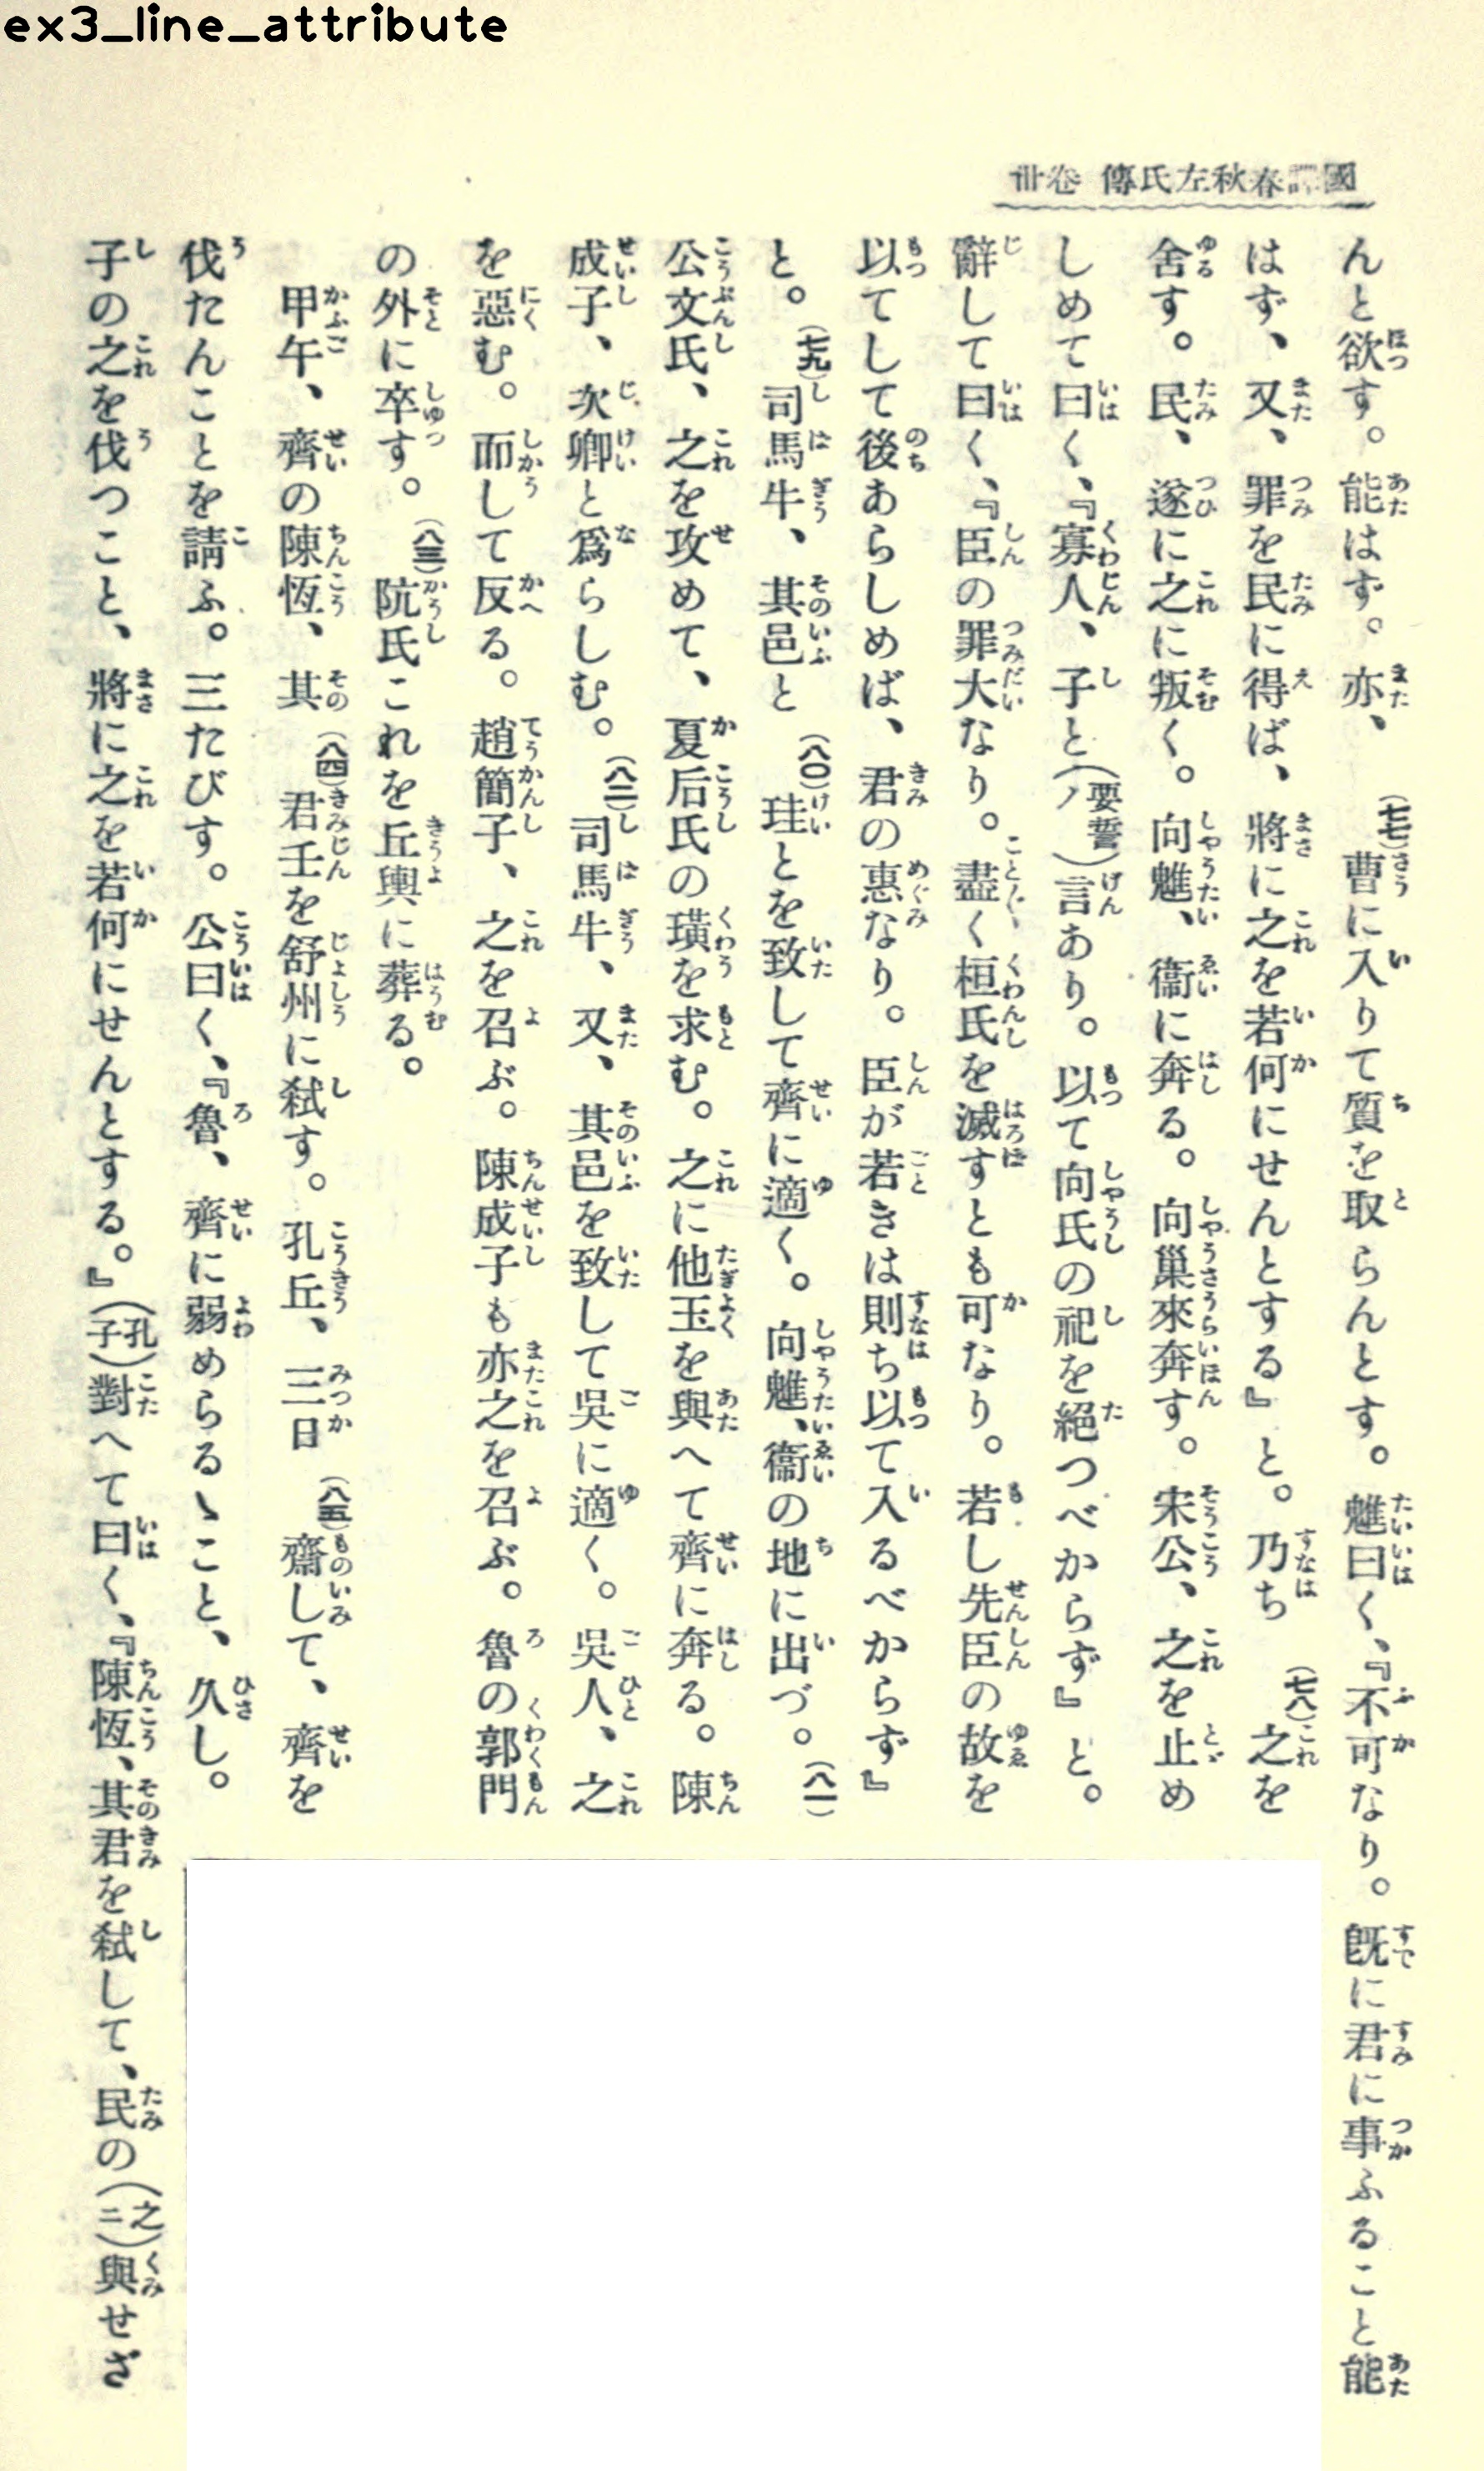 ex3_line_attribute
國譯春秋左氏傳 卷卅
んと欲す。能はず。亦、(七七)曹に入りて質を取らんとす。魋曰く、『不可なり。既に君に事ふること能
はず、又、罪を民に得ば、將に之を若何にせんとする』と。乃ち(七八)之を
舍す。民、遂に之に叛く。向魋、衞に奔る。向巢來奔す。宋公、之を止め
しめて曰く、『寡人、子と(ノ要誓)言あり。以て向氏の祀を絕つべからず』と。
辭して曰く、『臣の罪大なり。盡く桓氏を滅すとも可なり。若し先臣の故を
以てして後あらしめば、君の惠なり。臣が若きは則ち以て入るべからず』
と。(七九)司馬牛、其邑と(八〇)珪とを致して齊に適く。向魋、衞の地に出づ。(八一)
公文氏、之を攻めて、夏后氏の璜を求む。之に他玉を與へて齊に奔る。陳
成子、次卿と爲らしむ。(八二)司馬牛、又、其邑を致して吳に適く。吳人、之
を惡む。而して反る。趙簡子、之を召ぶ。陳成子も亦之を召ぶ。魯の郭門
の外に卒す。(八三)阬氏これを丘輿に葬る。
甲午、齊の陳恆、其(八四)君壬を舒州に弑す。孔丘、三日(八五)齋して、齊を
伐たんことを請ふ。三たびす。公曰く、『魯、齊に弱めらるゝこと、久し。
子の之を伐つこと、將に之を若何にせんとする。』(孔子)對へて曰く、『陳恆、其君を弑して、民の(之ニ)與せざ